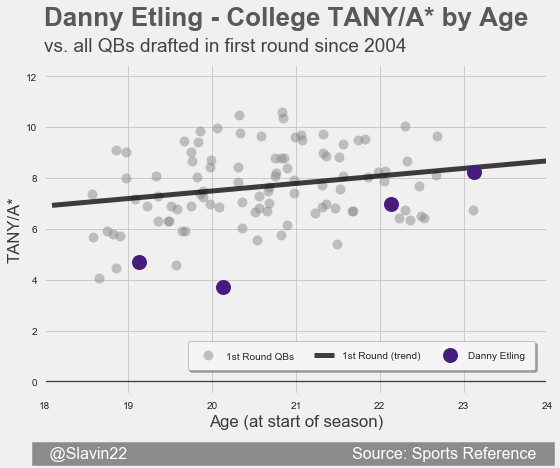 Danny Etling - College TANY/A* by Age
vs. all QBs drafted in first round since 2004
12
10
8
6
4
2
0
TANY/A*
1st Round QBs
1st Round (trend)
Danny Etling
18 19 20 21 22 23 24
Age (at start of season)
@Slavin22
Source: Sports Reference